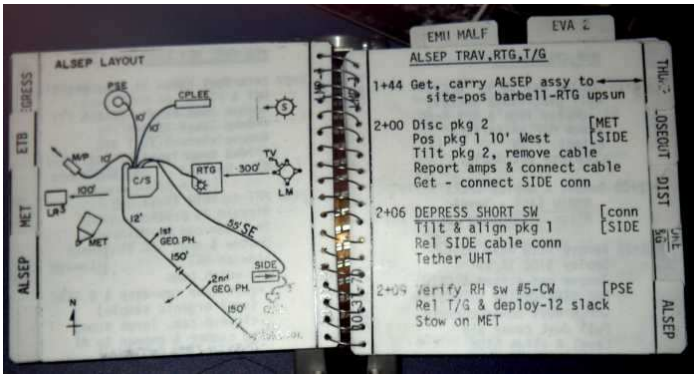 EGRESS
ETB
MET
ALSEP
ALSEP LAYOUT
PSE
CPLEE
S
10'
10'
M/P
10'
TV
RTG
300'
C/S
LM
100'
LR³
12'
55' SE
MET
1st
GEO. PH.
150'
SIDE
2nd
GEO. PH.
N
150'
EMU MALF
EVA 2
ALSEP TRAV,RTG,T/G
1+44 Get, carry ALSEP assy to
site-pos barbell-RTG upsun
2+00 Disc pkg 2 [MET
Pos pkg 1 10' West [SIDE
Tilt pkg 2, remove cable
Report amps & connect cable
Get - connect SIDE conn
2+06 DEPRESS SHORT SW [conn
Tilt & align pkg 1 [SIDE
Rel SIDE cable conn
Tether UHT
2+09 Verify RH sw #5-CW [PSE
Rel T/G & deploy-12 slack
Stow on MET
LOSEOUT
DIST
ALSEP